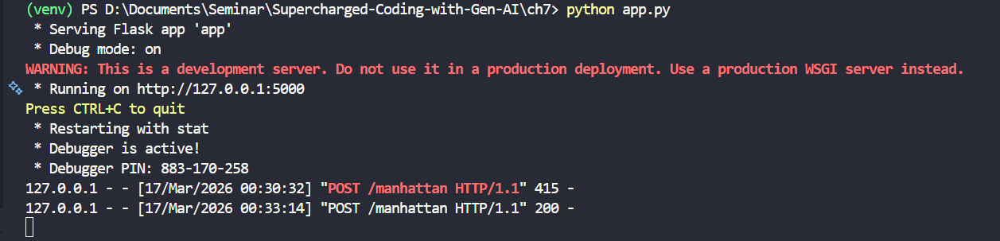 (venv) PS D:\Documents\Seminar\Supercharged-Coding-with-Gen-AI\ch7> python app.py
 * Serving Flask app 'app'
 * Debug mode: on
WARNING: This is a development server. Do not use it in a production deployment. Use a production WSGI server instead.
 * Running on http://127.0.0.1:5000
Press CTRL+C to quit
 * Restarting with stat
 * Debugger is active!
 * Debugger PIN: 883-170-258
127.0.0.1 - - [17/Mar/2026 00:30:32] "POST /manhattan HTTP/1.1" 415 -
127.0.0.1 - - [17/Mar/2026 00:33:14] "POST /manhattan HTTP/1.1" 200 -